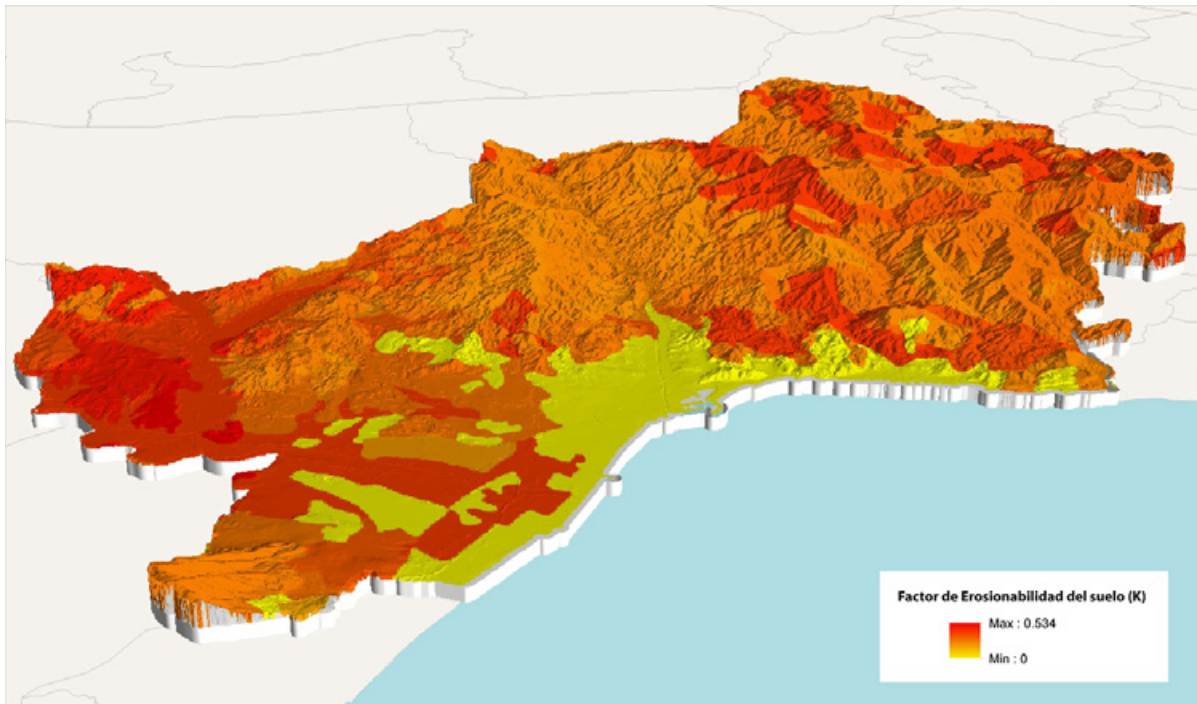 Factor de Erosionabilidad del suelo (K)
Max : 0.534
Min : 0